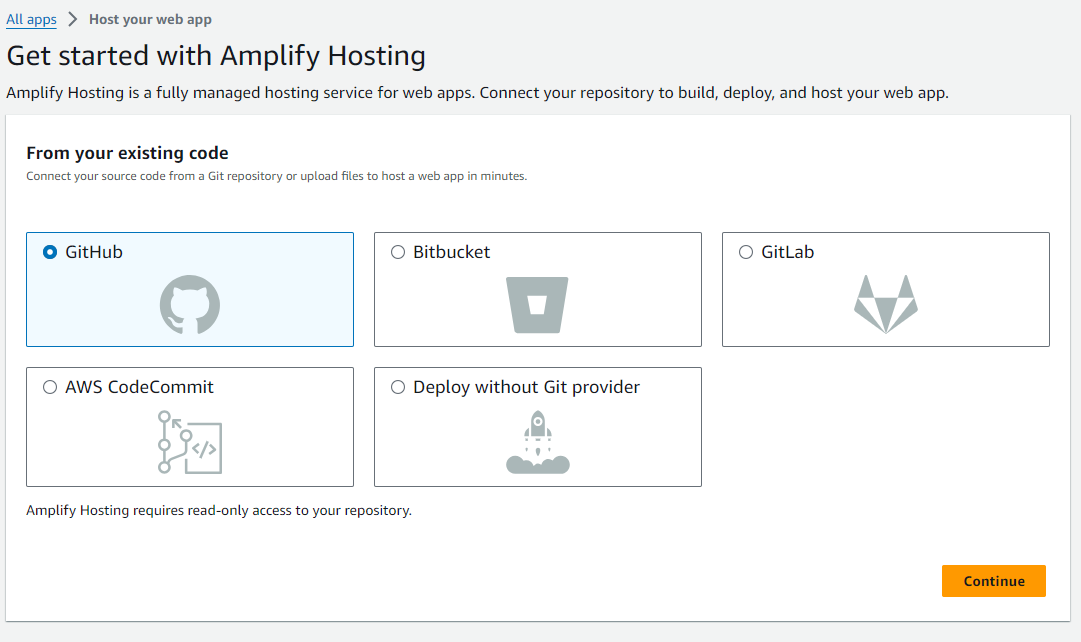 All apps > Host your web app
Get started with Amplify Hosting
Amplify Hosting is a fully managed hosting service for web apps. Connect your repository to build, deploy, and host your web app.
From your existing code
Connect your source code from a Git repository or upload files to host a web app in minutes.
GitHub
Bitbucket
GitLab
AWS CodeCommit
</>
Deploy without Git provider
Amplify Hosting requires read-only access to your repository.
Continue